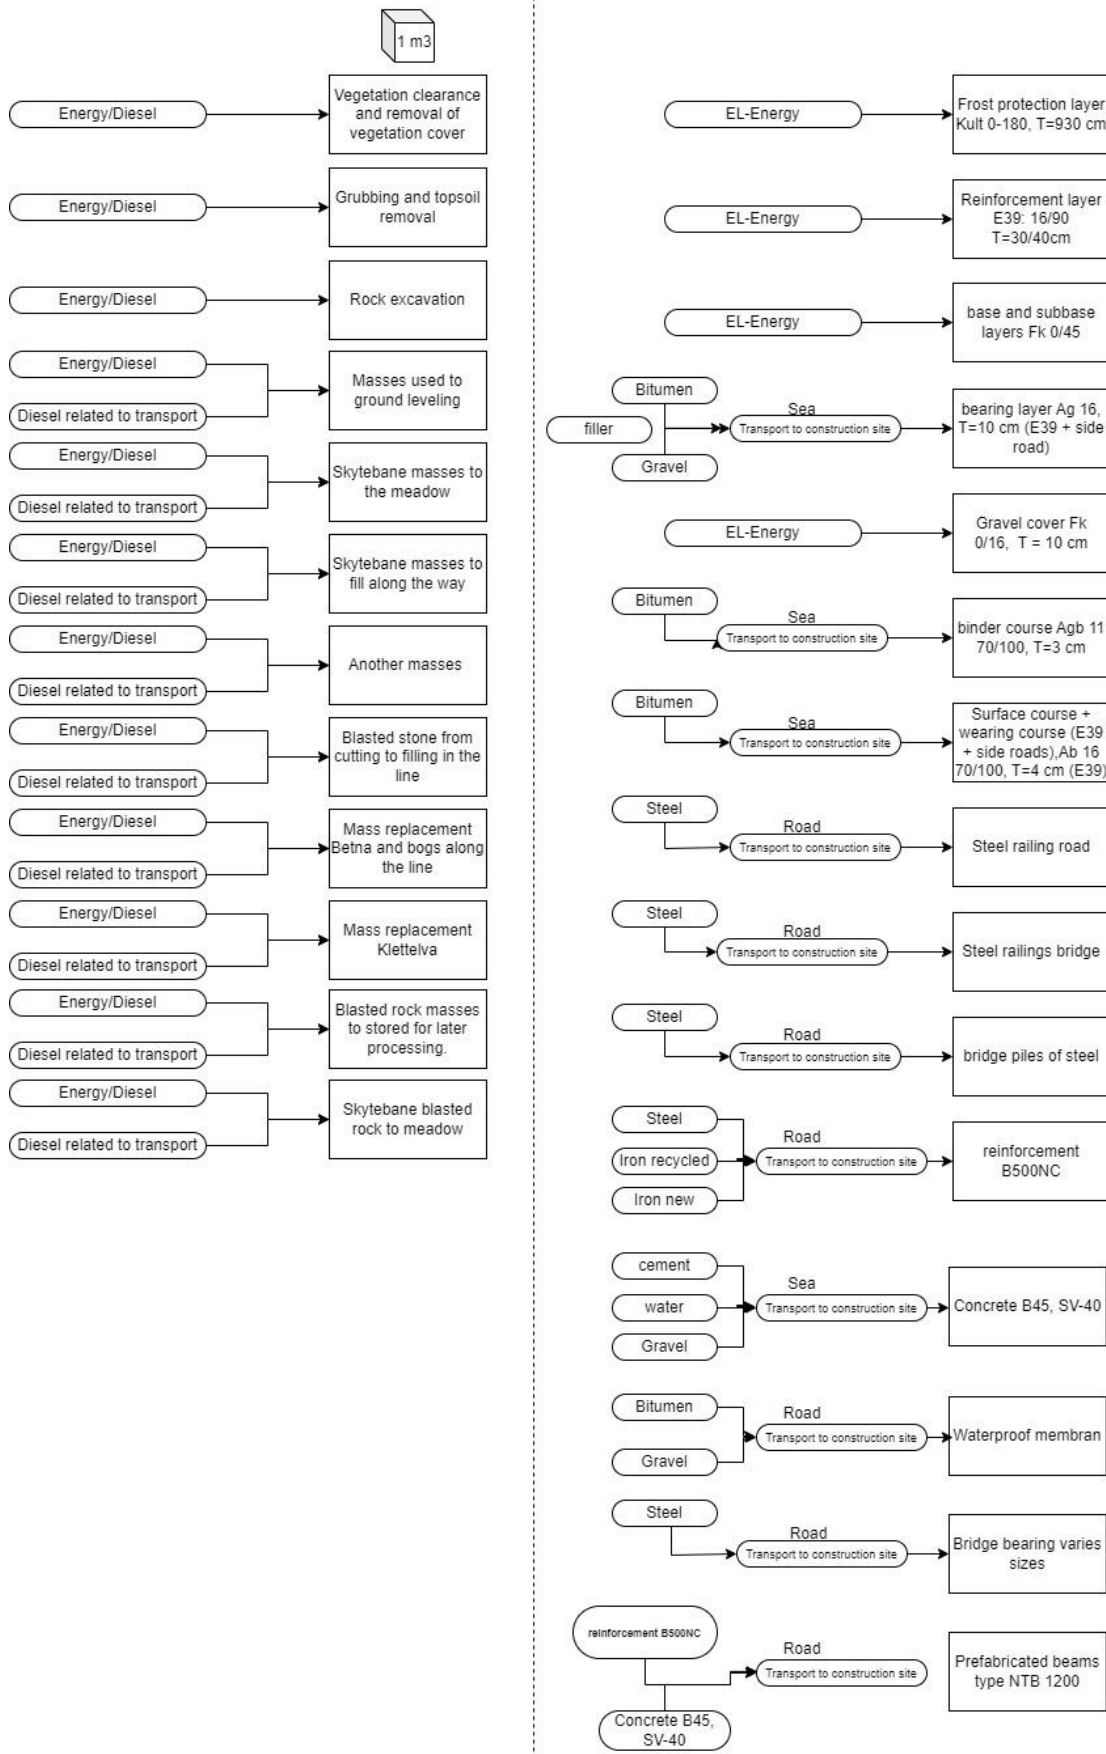 1 m3
Energy/Diesel
Vegetation clearance
and removal of
vegetation cover
Energy/Diesel
Grubbing and topsoil
removal
Energy/Diesel
Rock excavation
Energy/Diesel
Diesel related to transport
Masses used to
ground leveling
Energy/Diesel
Diesel related to transport
Skytebane masses to
the meadow
Energy/Diesel
Diesel related to transport
Skytebane masses to
fill along the way
Energy/Diesel
Diesel related to transport
Another masses
Energy/Diesel
Diesel related to transport
Blasted stone from
cutting to filling in the
line
Energy/Diesel
Diesel related to transport
Mass replacement
Betna and bogs along
the line
Energy/Diesel
Diesel related to transport
Mass replacement
Klettelva
Energy/Diesel
Diesel related to transport
Blasted rock masses
to stored for later
processing.
Energy/Diesel
Diesel related to transport
Skytebane blasted
rock to meadow
EL-Energy
Frost protection layer
Kult 0-180, T=930 cm
EL-Energy
Reinforcement layer
E39: 16/90
T=30/40cm
EL-Energy
base and subbase
layers Fk 0/45
Bitumen
filler
Gravel
Sea
Transport to construction site
bearing layer Ag 16,
T=10 cm (E39 + side
road)
EL-Energy
Gravel cover Fk
0/16, T = 10 cm
Bitumen
Sea
Transport to construction site
binder course Agb 11
70/100, T=3 cm
Bitumen
Sea
Transport to construction site
Surface course +
wearing course (E39
+ side roads),Ab 16
70/100, T=4 cm (E39)
Steel
Road
Transport to construction site
Steel railing road
Steel
Road
Transport to construction site
Steel railings bridge
Steel
Road
Transport to construction site
bridge piles of steel
Steel
Iron recycled
Iron new
Road
Transport to construction site
reinforcement
B500NC
cement
water
Gravel
Sea
Transport to construction site
Concrete B45, SV-40
Bitumen
Gravel
Road
Transport to construction site
Waterproof membran
Steel
Road
Transport to construction site
Bridge bearing varies
sizes
reinforcement B500NC
Concrete B45,
SV-40
Road
Transport to construction site
Prefabricated beams
type NTB 1200